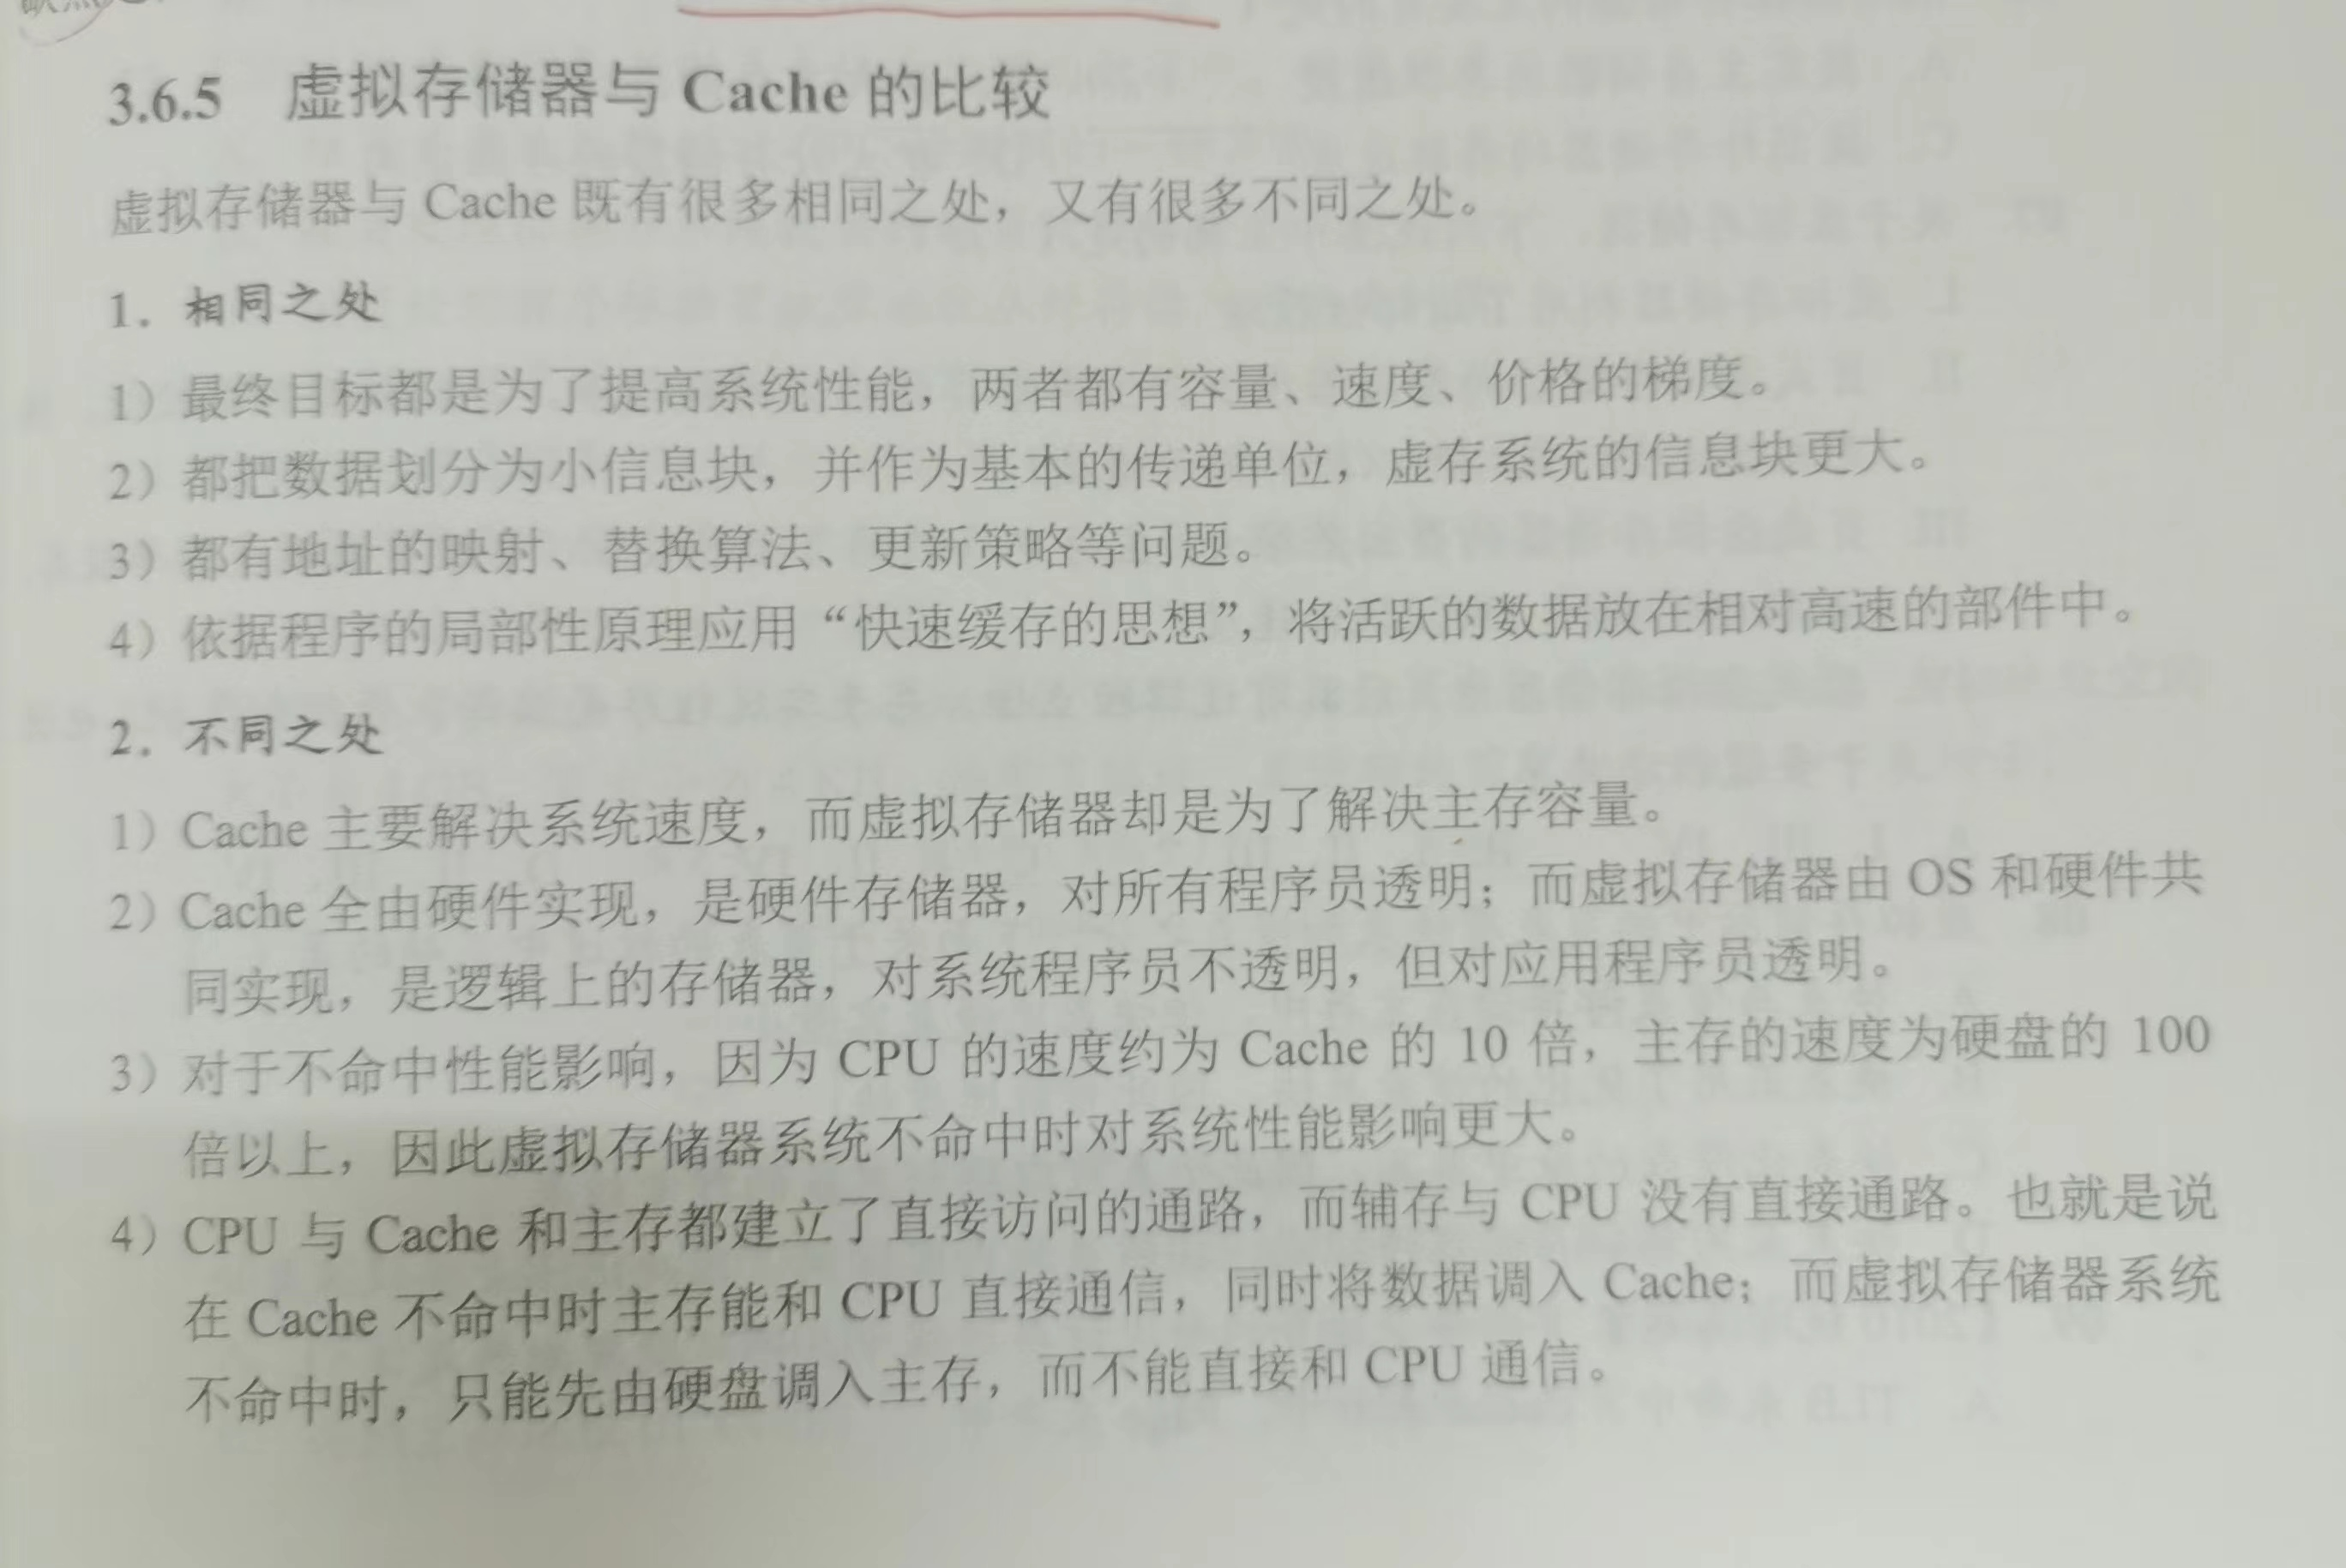 3.6.5 虚拟存储器与 Cache 的比较
虚拟存储器与 Cache 既有很多相同之处，又有很多不同之处。
1. 相同之处
1）最终目标都是为了提高系统性能，两者都有容量、速度、价格的梯度。
2）都把数据划分为小信息块，并作为基本的传递单位，虚存系统的信息块更大。
3）都有地址的映射、替换算法、更新策略等问题。
4）依据程序的局部性原理应用“快速缓存的思想”，将活跃的数据放在相对高速的部件中。
2. 不同之处
1）Cache 主要解决系统速度，而虚拟存储器却是为了解决主存容量。
2）Cache 全由硬件实现，是硬件存储器，对所有程序员透明；而虚拟存储器由 OS 和硬件共
同实现，是逻辑上的存储器，对系统程序员不透明，但对应用程序员透明。
3）对于不命中性能影响，因为 CPU 的速度约为 Cache 的 10 倍，主存的速度为硬盘的 100
倍以上，因此虚拟存储器系统不命中时对系统性能影响更大。
4）CPU 与 Cache 和主存都建立了直接访问的通路，而辅存与 CPU 没有直接通路。也就是说
在 Cache 不命中时主存能和 CPU 直接通信，同时将数据调入 Cache；而虚拟存储器系统
不命中时，只能先由硬盘调入主存，而不能直接和 CPU 通信。